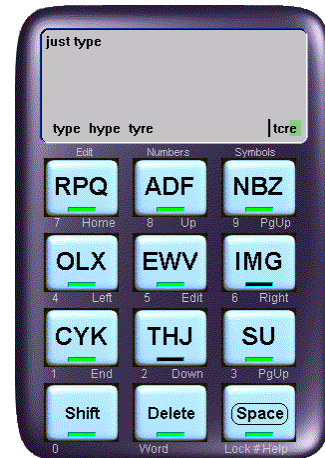 just type
type hype tyre tcre
Edit Numbers Symbols
RPQ ADF NBZ
7 Home 8 Up 9 PgUp
OLX EWV IMG
4 Left 5 Edit 6 Right
CYK THJ SU
1 End 2 Down 3 PgUp
Shift Delete Space
0 Word Lock # Help